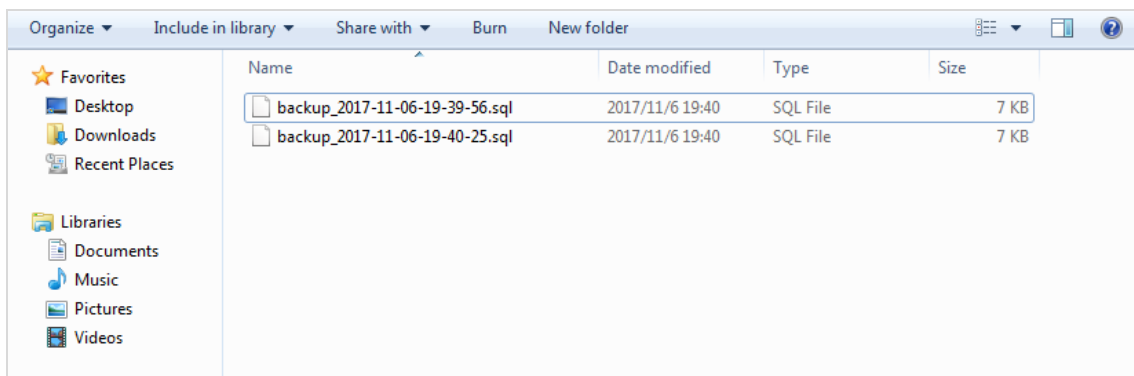 Organize Include in library Share with Burn New folder
Favorites
Desktop
Downloads
Recent Places
Libraries
Documents
Music
Pictures
Videos
Name Date modified Type Size
backup_2017-11-06-19-39-56.sql 2017/11/6 19:40 SQL File 7 KB
backup_2017-11-06-19-40-25.sql 2017/11/6 19:40 SQL File 7 KB